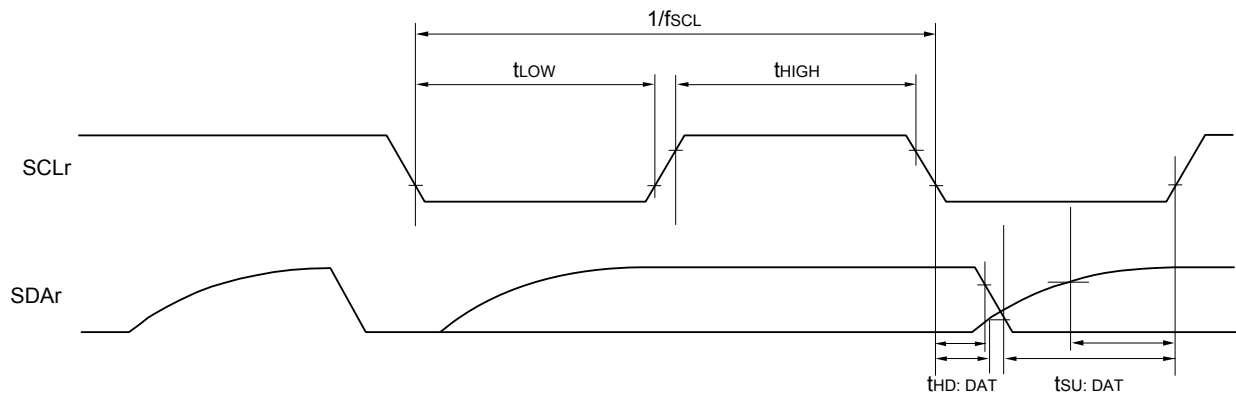 1/fSCL
tLOW
tHIGH
SCLr
SDAr
tHD: DAT
tSU: DAT